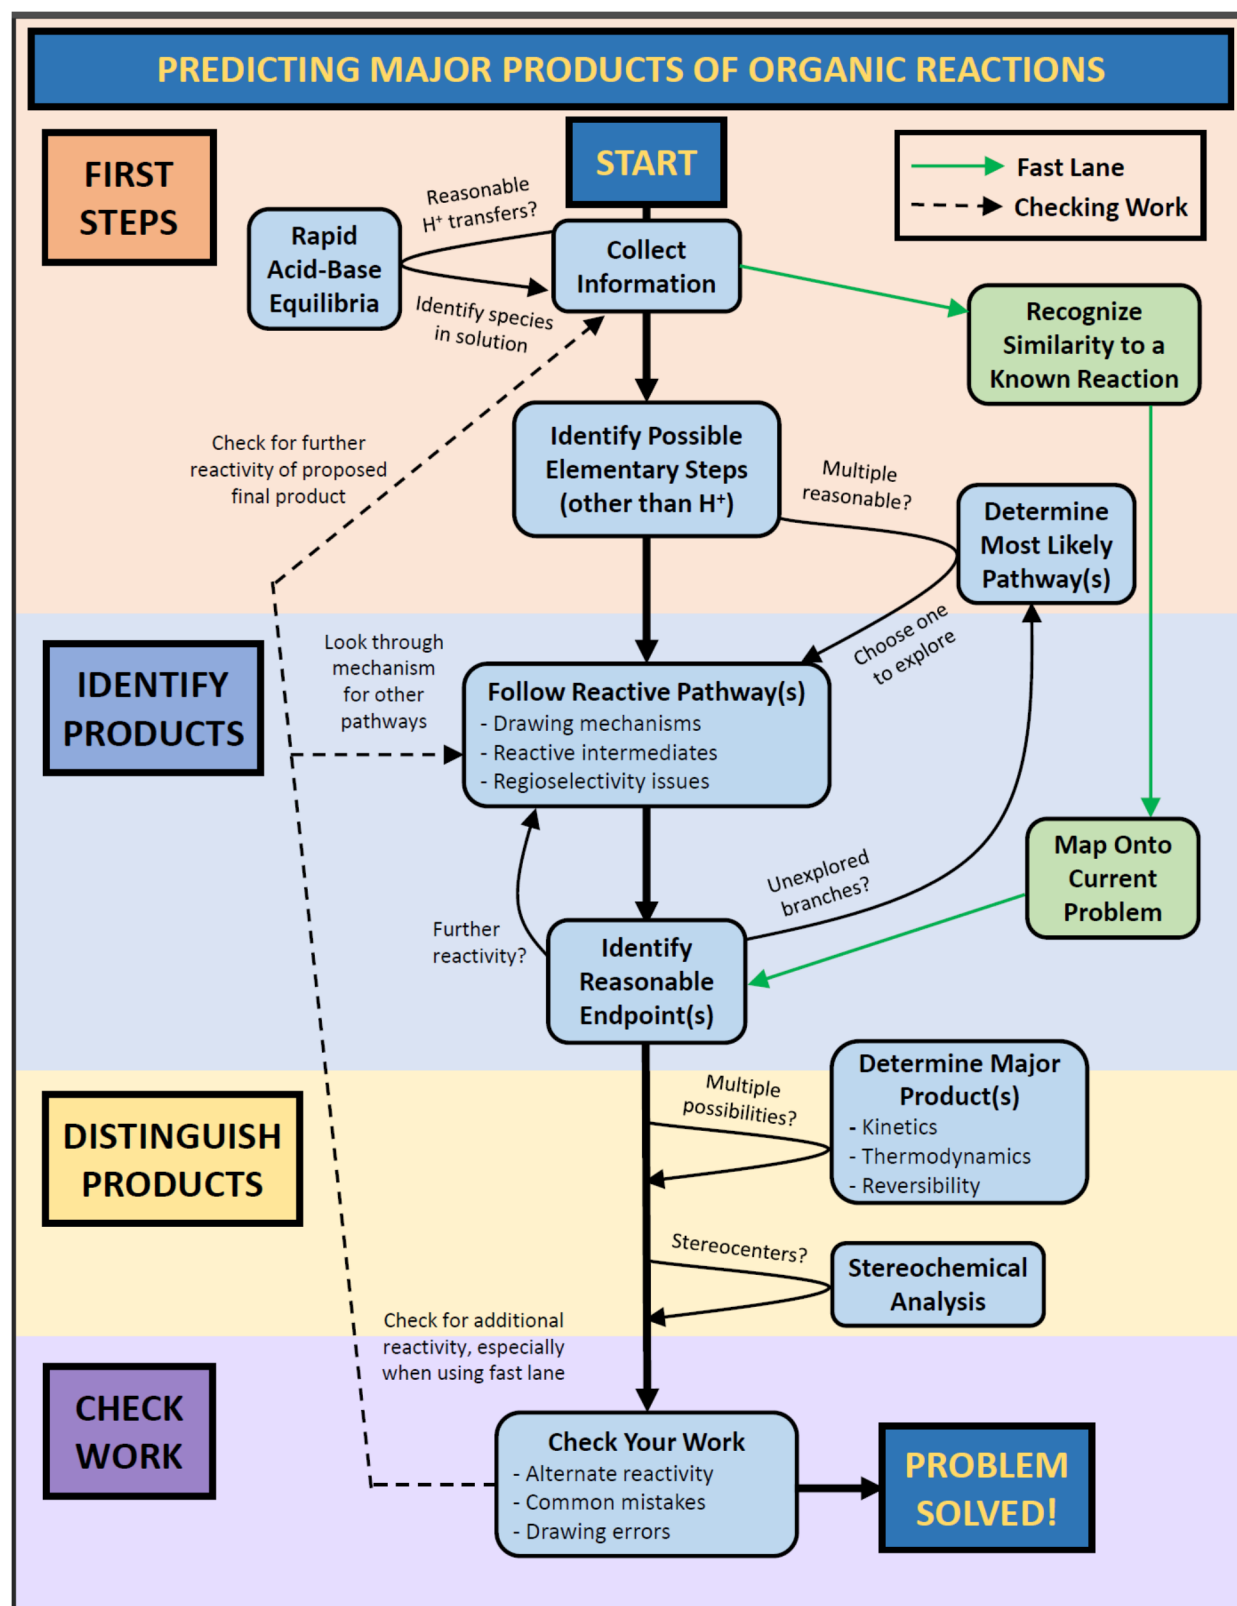 PREDICTING MAJOR PRODUCTS OF ORGANIC REACTIONS
FIRST
STEPS
START
Fast Lane
Checking Work
Reasonable
H⁺ transfers?
Rapid
Acid-Base
Equilibria
Collect
Information
Identify species
in solution
Recognize
Similarity to a
Known Reaction
Check for further
reactivity of proposed
final product
Identify Possible
Elementary Steps
(other than H⁺)
Multiple
reasonable?
Determine
Most Likely
Pathway(s)
Choose one
to explore
IDENTIFY
PRODUCTS
Look through
mechanism
for other
pathways
Follow Reactive Pathway(s)
- Drawing mechanisms
- Reactive intermediates
- Regioselectivity issues
Unexplored
branches?
Map Onto
Current
Problem
Further
reactivity?
Identify
Reasonable
Endpoint(s)
DISTINGUISH
PRODUCTS
Multiple
possibilities?
Determine Major
Product(s)
- Kinetics
- Thermodynamics
- Reversibility
Stereocenters?
Stereochemical
Analysis
Check for additional
reactivity, especially
when using fast lane
CHECK
WORK
Check Your Work
- Alternate reactivity
- Common mistakes
- Drawing errors
PROBLEM
SOLVED!